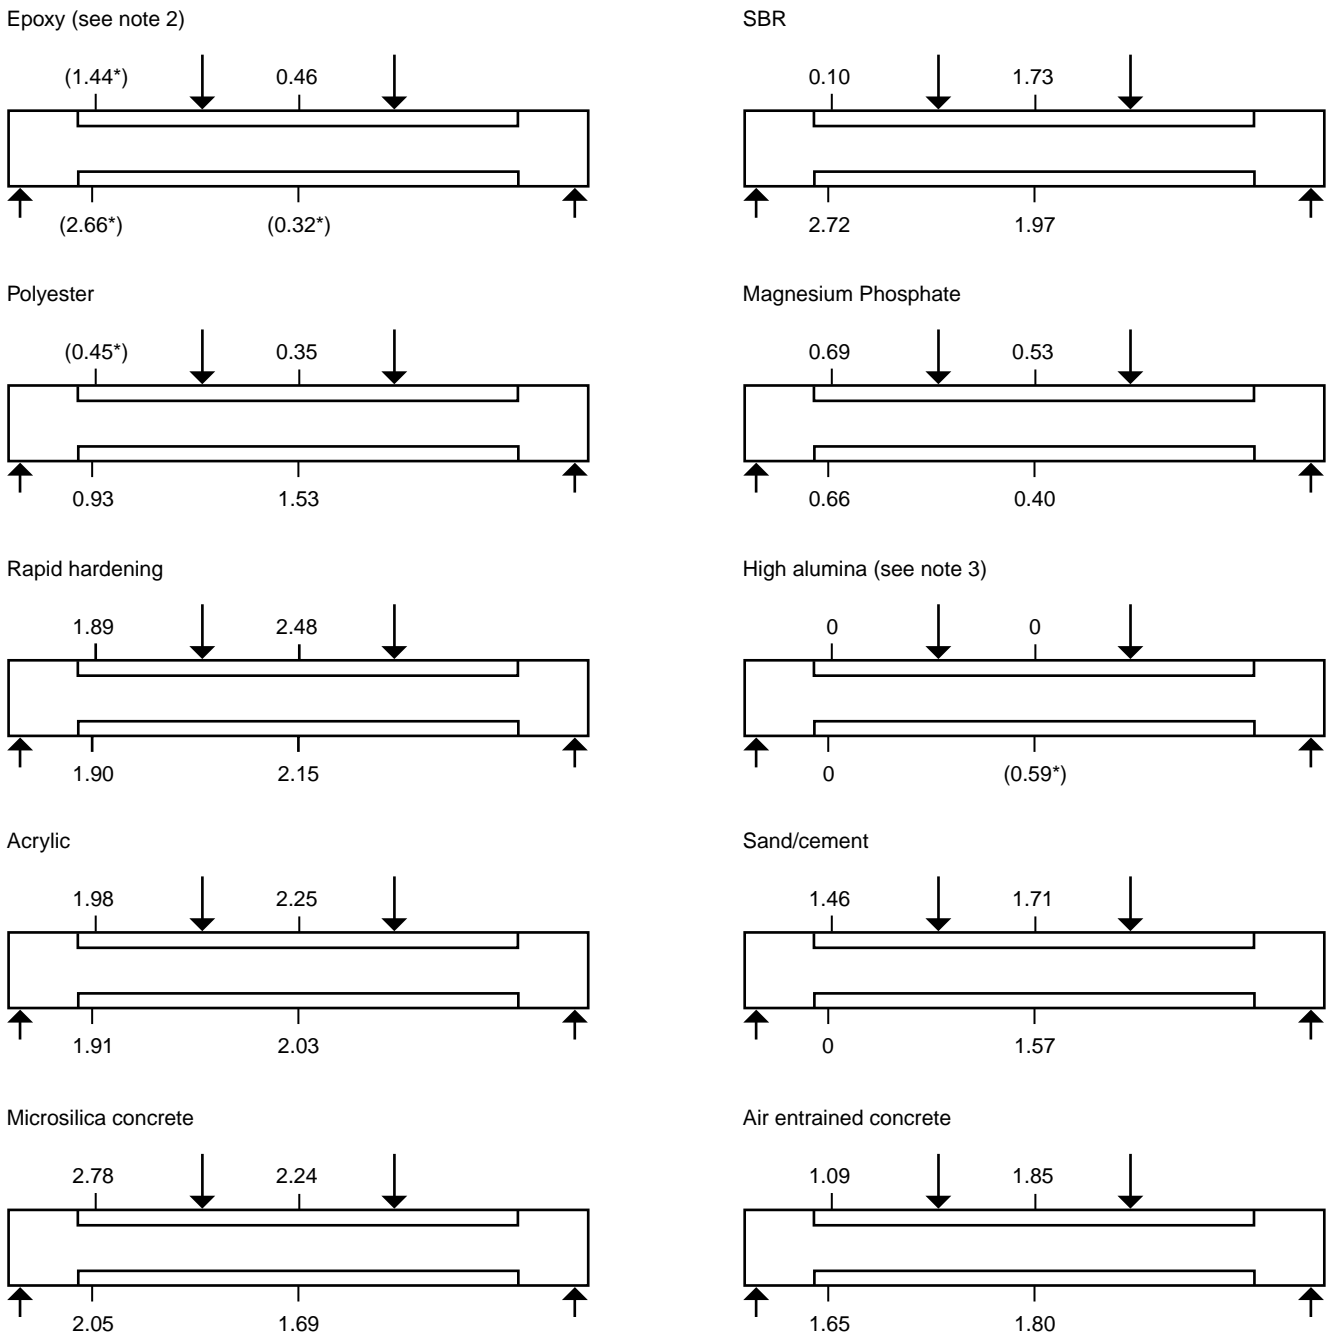 Epoxy (see note 2)
(1.44*) 0.46
(2.66*) (0.32*)
SBR
0.10 1.73
2.72 1.97
Polyester
(0.45*) 0.35
0.93 1.53
Magnesium Phosphate
0.69 0.53
0.66 0.40
Rapid hardening
1.89 2.48
1.90 2.15
High alumina (see note 3)
0 0
0 (0.59*)
Acrylic
1.98 2.25
1.91 2.03
Sand/cement
1.46 1.71
0 1.57
Microsilica concrete
2.78 2.24
2.05 1.69
Air entrained concrete
1.09 1.85
1.65 1.80